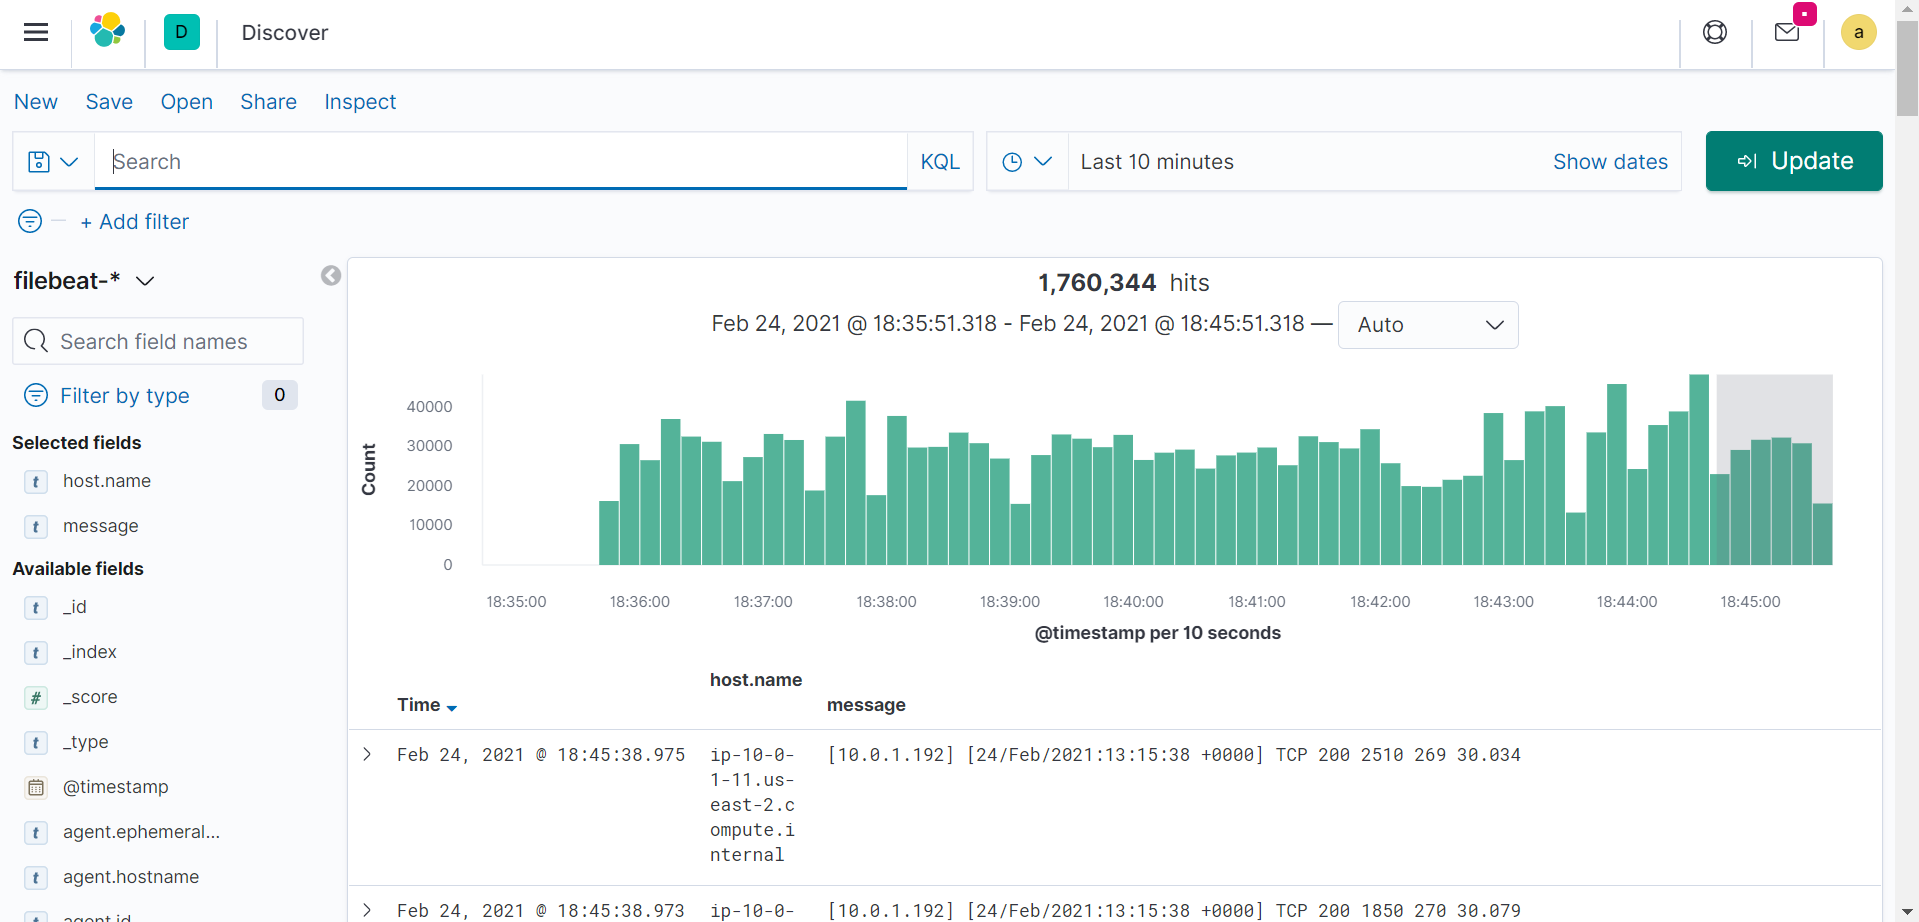 D
Discover
a
New Save Open Share Inspect
Search
KQL
Last 10 minutes
Show dates
Update
+ Add filter
filebeat-*
Search field names
Filter by type
0
Selected fields
t host.name
t message
Available fields
t _id
t _index
# _score
t _type
@timestamp
t agent.ephemeral...
t agent.hostname
agent.id
1,760,344 hits
Feb 24, 2021 @ 18:35:51.318 - Feb 24, 2021 @ 18:45:51.318 —
Auto
Count
40000
30000
20000
10000
0
18:35:00 18:36:00 18:37:00 18:38:00 18:39:00 18:40:00 18:41:00 18:42:00 18:43:00 18:44:00 18:45:00
@timestamp per 10 seconds
Time
host.name
message
Feb 24, 2021 @ 18:45:38.975
ip-10-0-
1-11.us-
east-2.c
ompute.i
nternal
[10.0.1.192] [24/Feb/2021:13:15:38 +0000] TCP 200 2510 269 30.034
Feb 24, 2021 @ 18:45:38.973
ip-10-0-
[10.0.1.192] [24/Feb/2021:13:15:38 +0000] TCP 200 1850 270 30.079